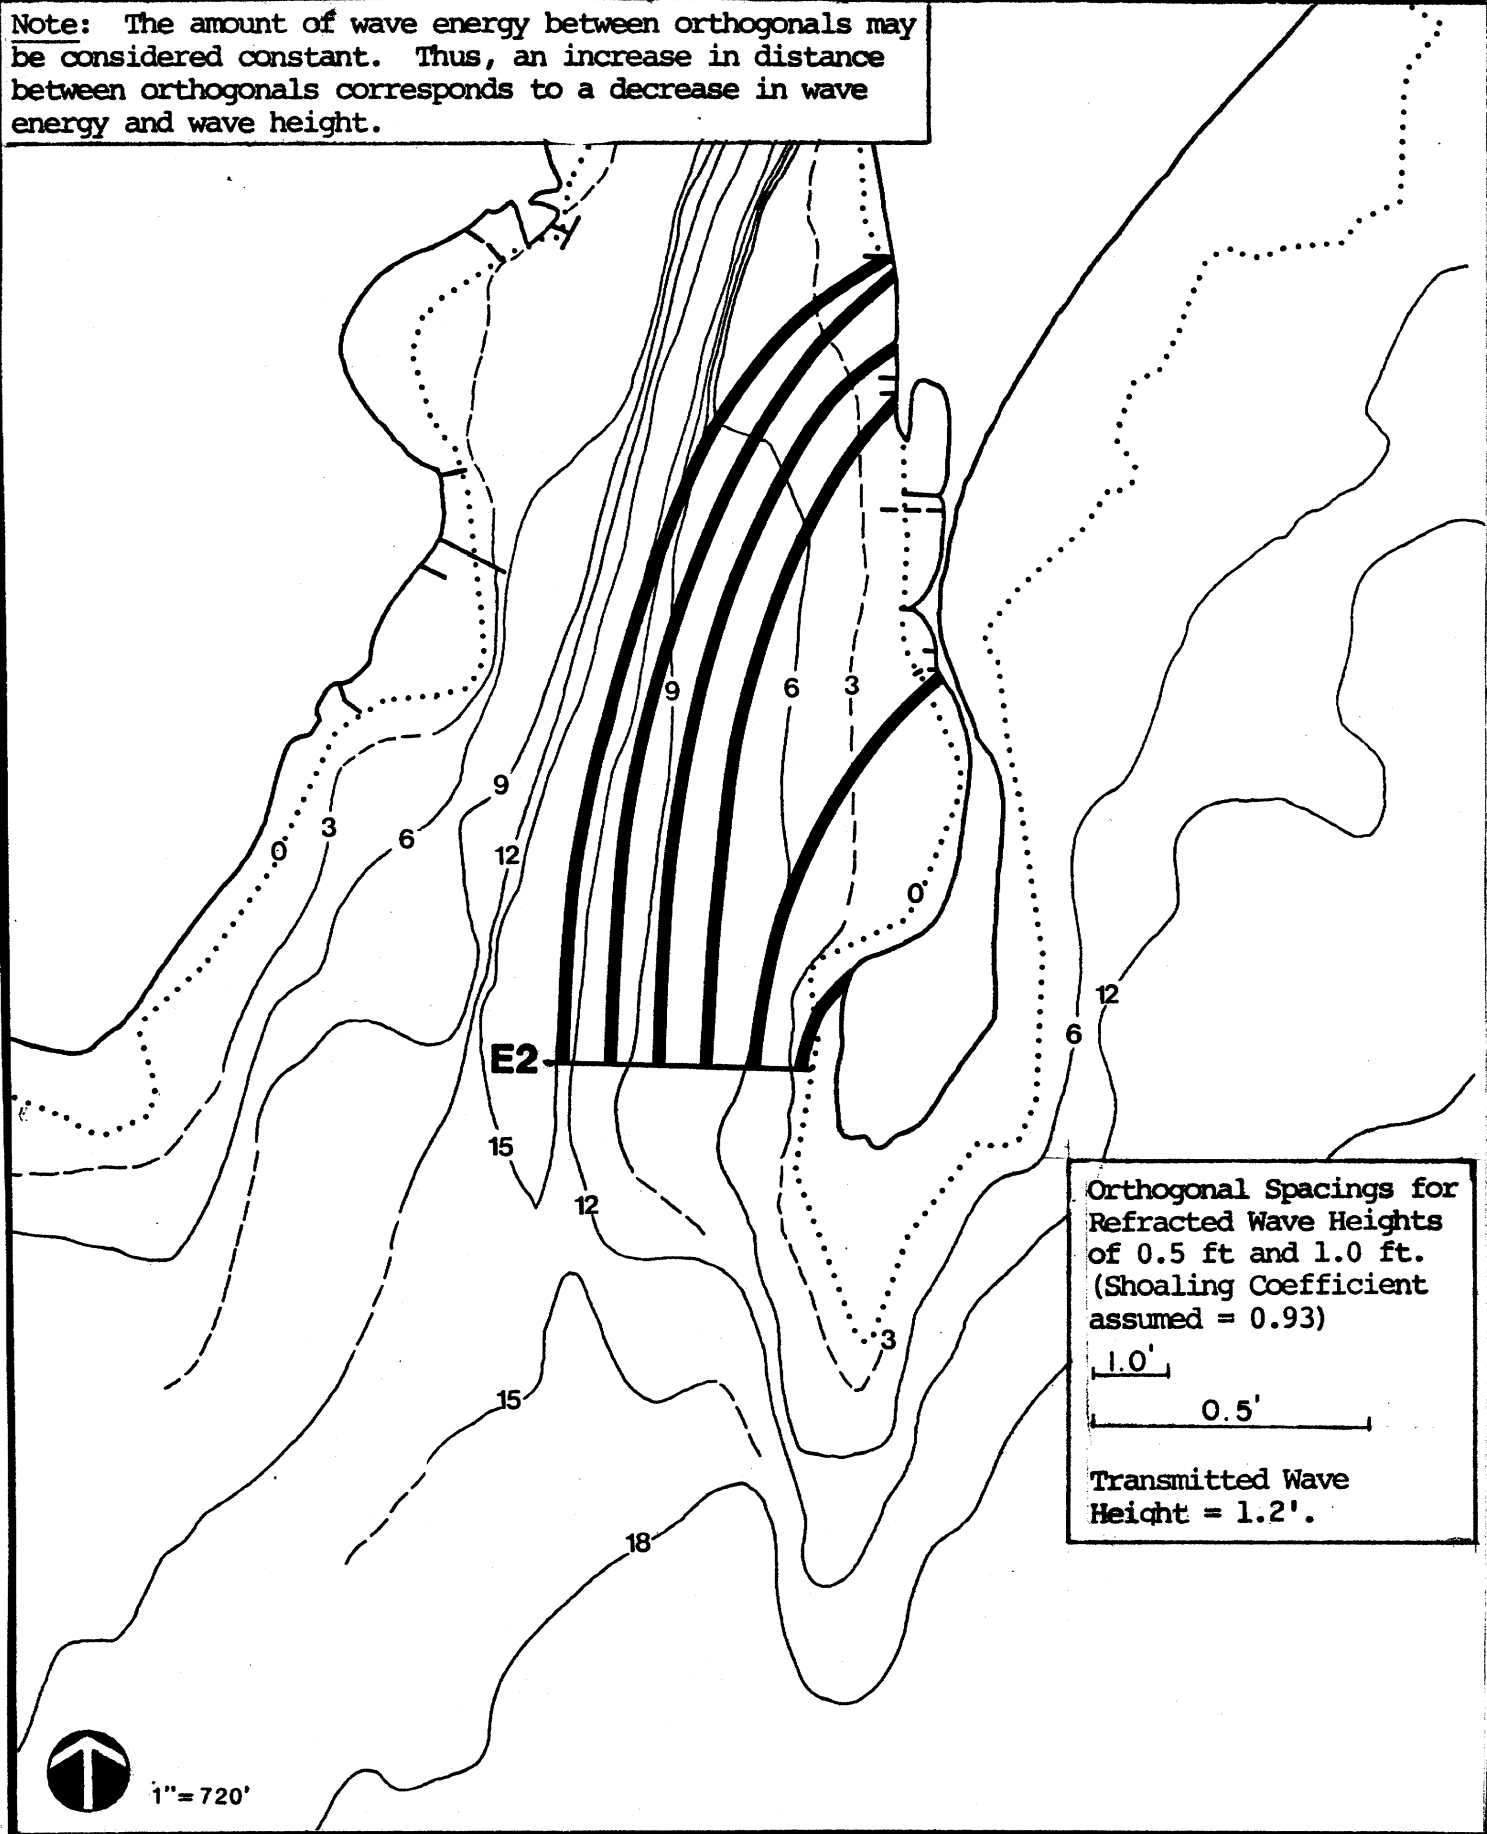 Note: The amount of wave energy between orthogonals may
be considered constant. Thus, an increase in distance
between orthogonals corresponds to a decrease in wave
energy and wave height.
9
6
3
9
3
6
12
0
0
12
6
E2
15
12
Orthogonal Spacings for
Refracted Wave Heights
of 0.5 ft and 1.0 ft.
(Shoaling Coefficient
assumed = 0.93)
1.0'
0.5'
Transmitted Wave
Height = 1.2'.
3
15
18
1"=720'